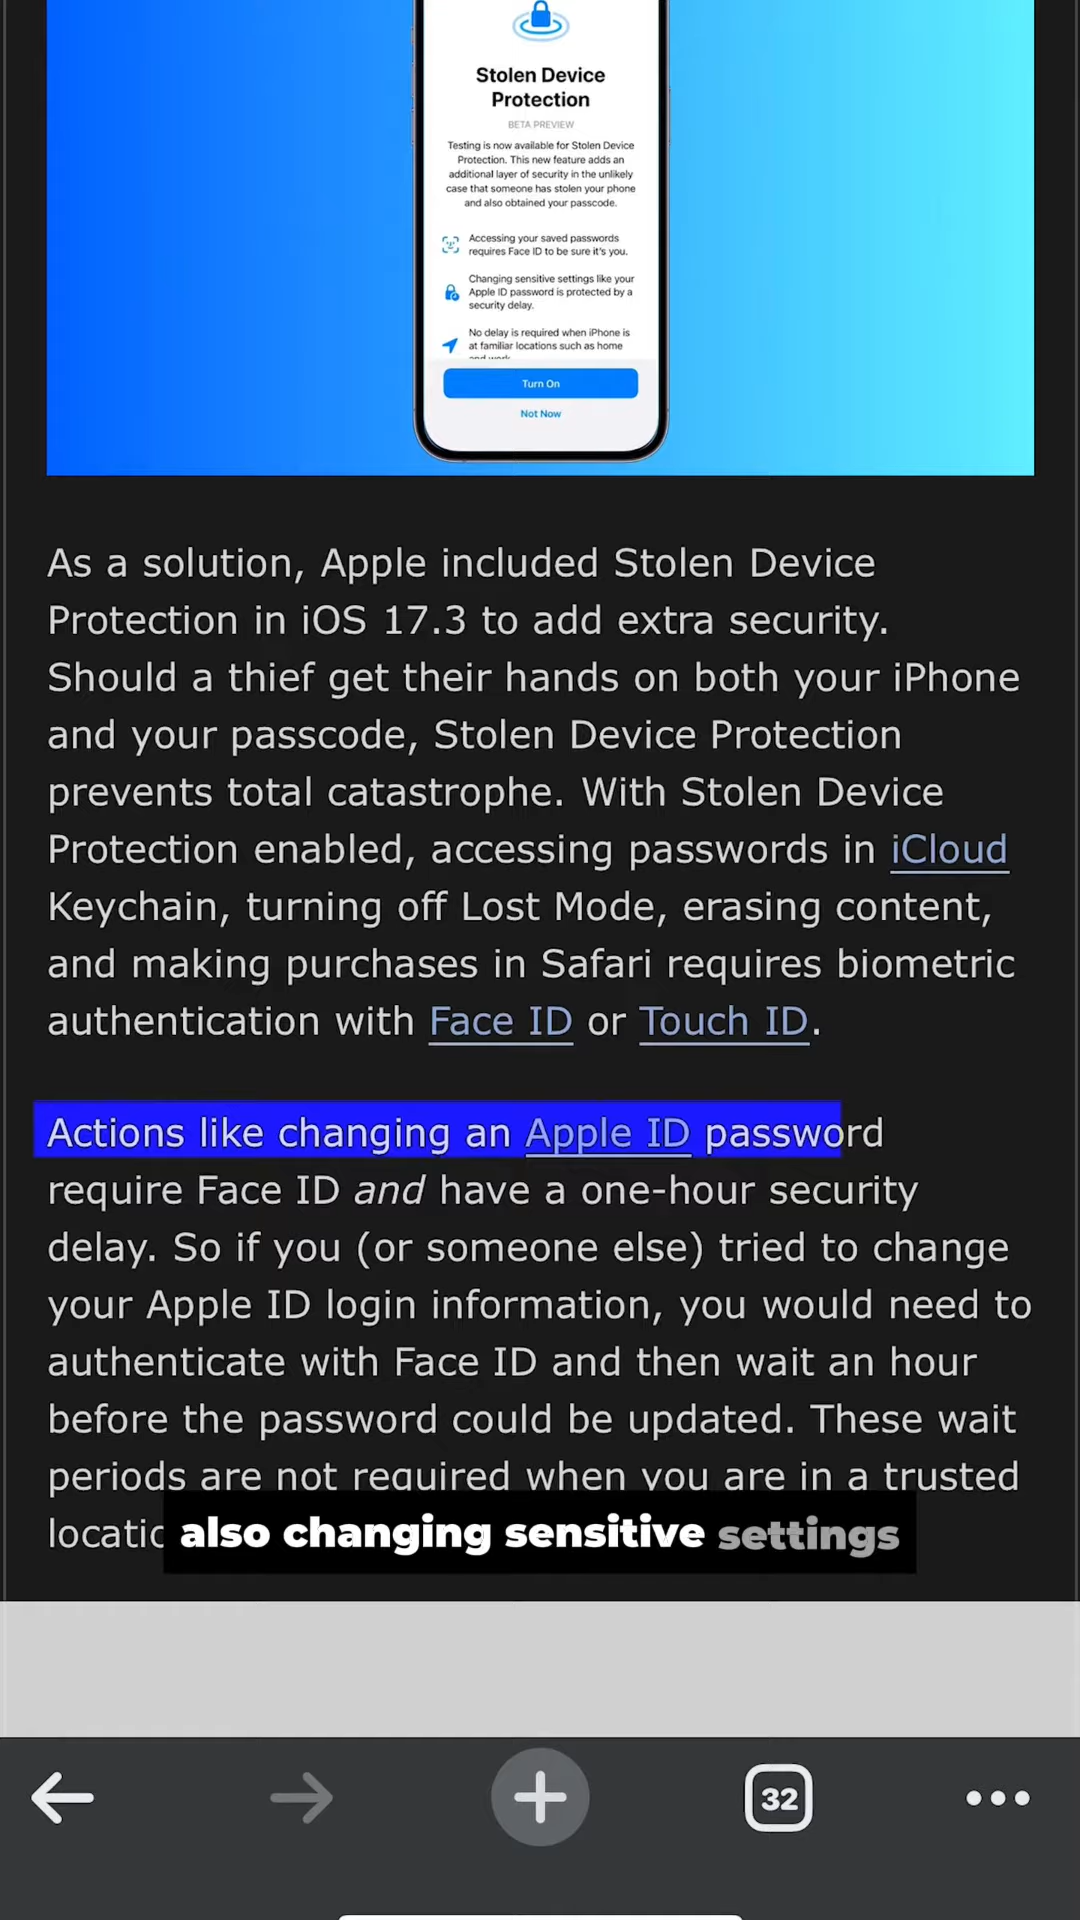 Stolen Device
Protection
BETA PREVIEW
Testing is now available for Stolen Device
Protection. This new feature adds an
additional layer of security in the unlikely
case that someone has stolen your phone
and also obtained your passcode.
Accessing your saved passwords
requires Face ID to be sure it's you.
Changing sensitive settings like your
Apple ID password is protected by a
security delay.
No delay is required when iPhone is
at familiar locations such as home
and work
Turn On
Not Now
As a solution, Apple included Stolen Device
Protection in iOS 17.3 to add extra security.
Should a thief get their hands on both your iPhone
and your passcode, Stolen Device Protection
prevents total catastrophe. With Stolen Device
Protection enabled, accessing passwords in iCloud
Keychain, turning off Lost Mode, erasing content,
and making purchases in Safari requires biometric
authentication with Face ID or Touch ID.
Actions like changing an Apple ID password
require Face ID and have a one-hour security
delay. So if you (or someone else) tried to change
your Apple ID login information, you would need to
authenticate with Face ID and then wait an hour
before the password could be updated. These wait
periods are not required when you are in a trusted
locatio
also changing sensitive settings
32